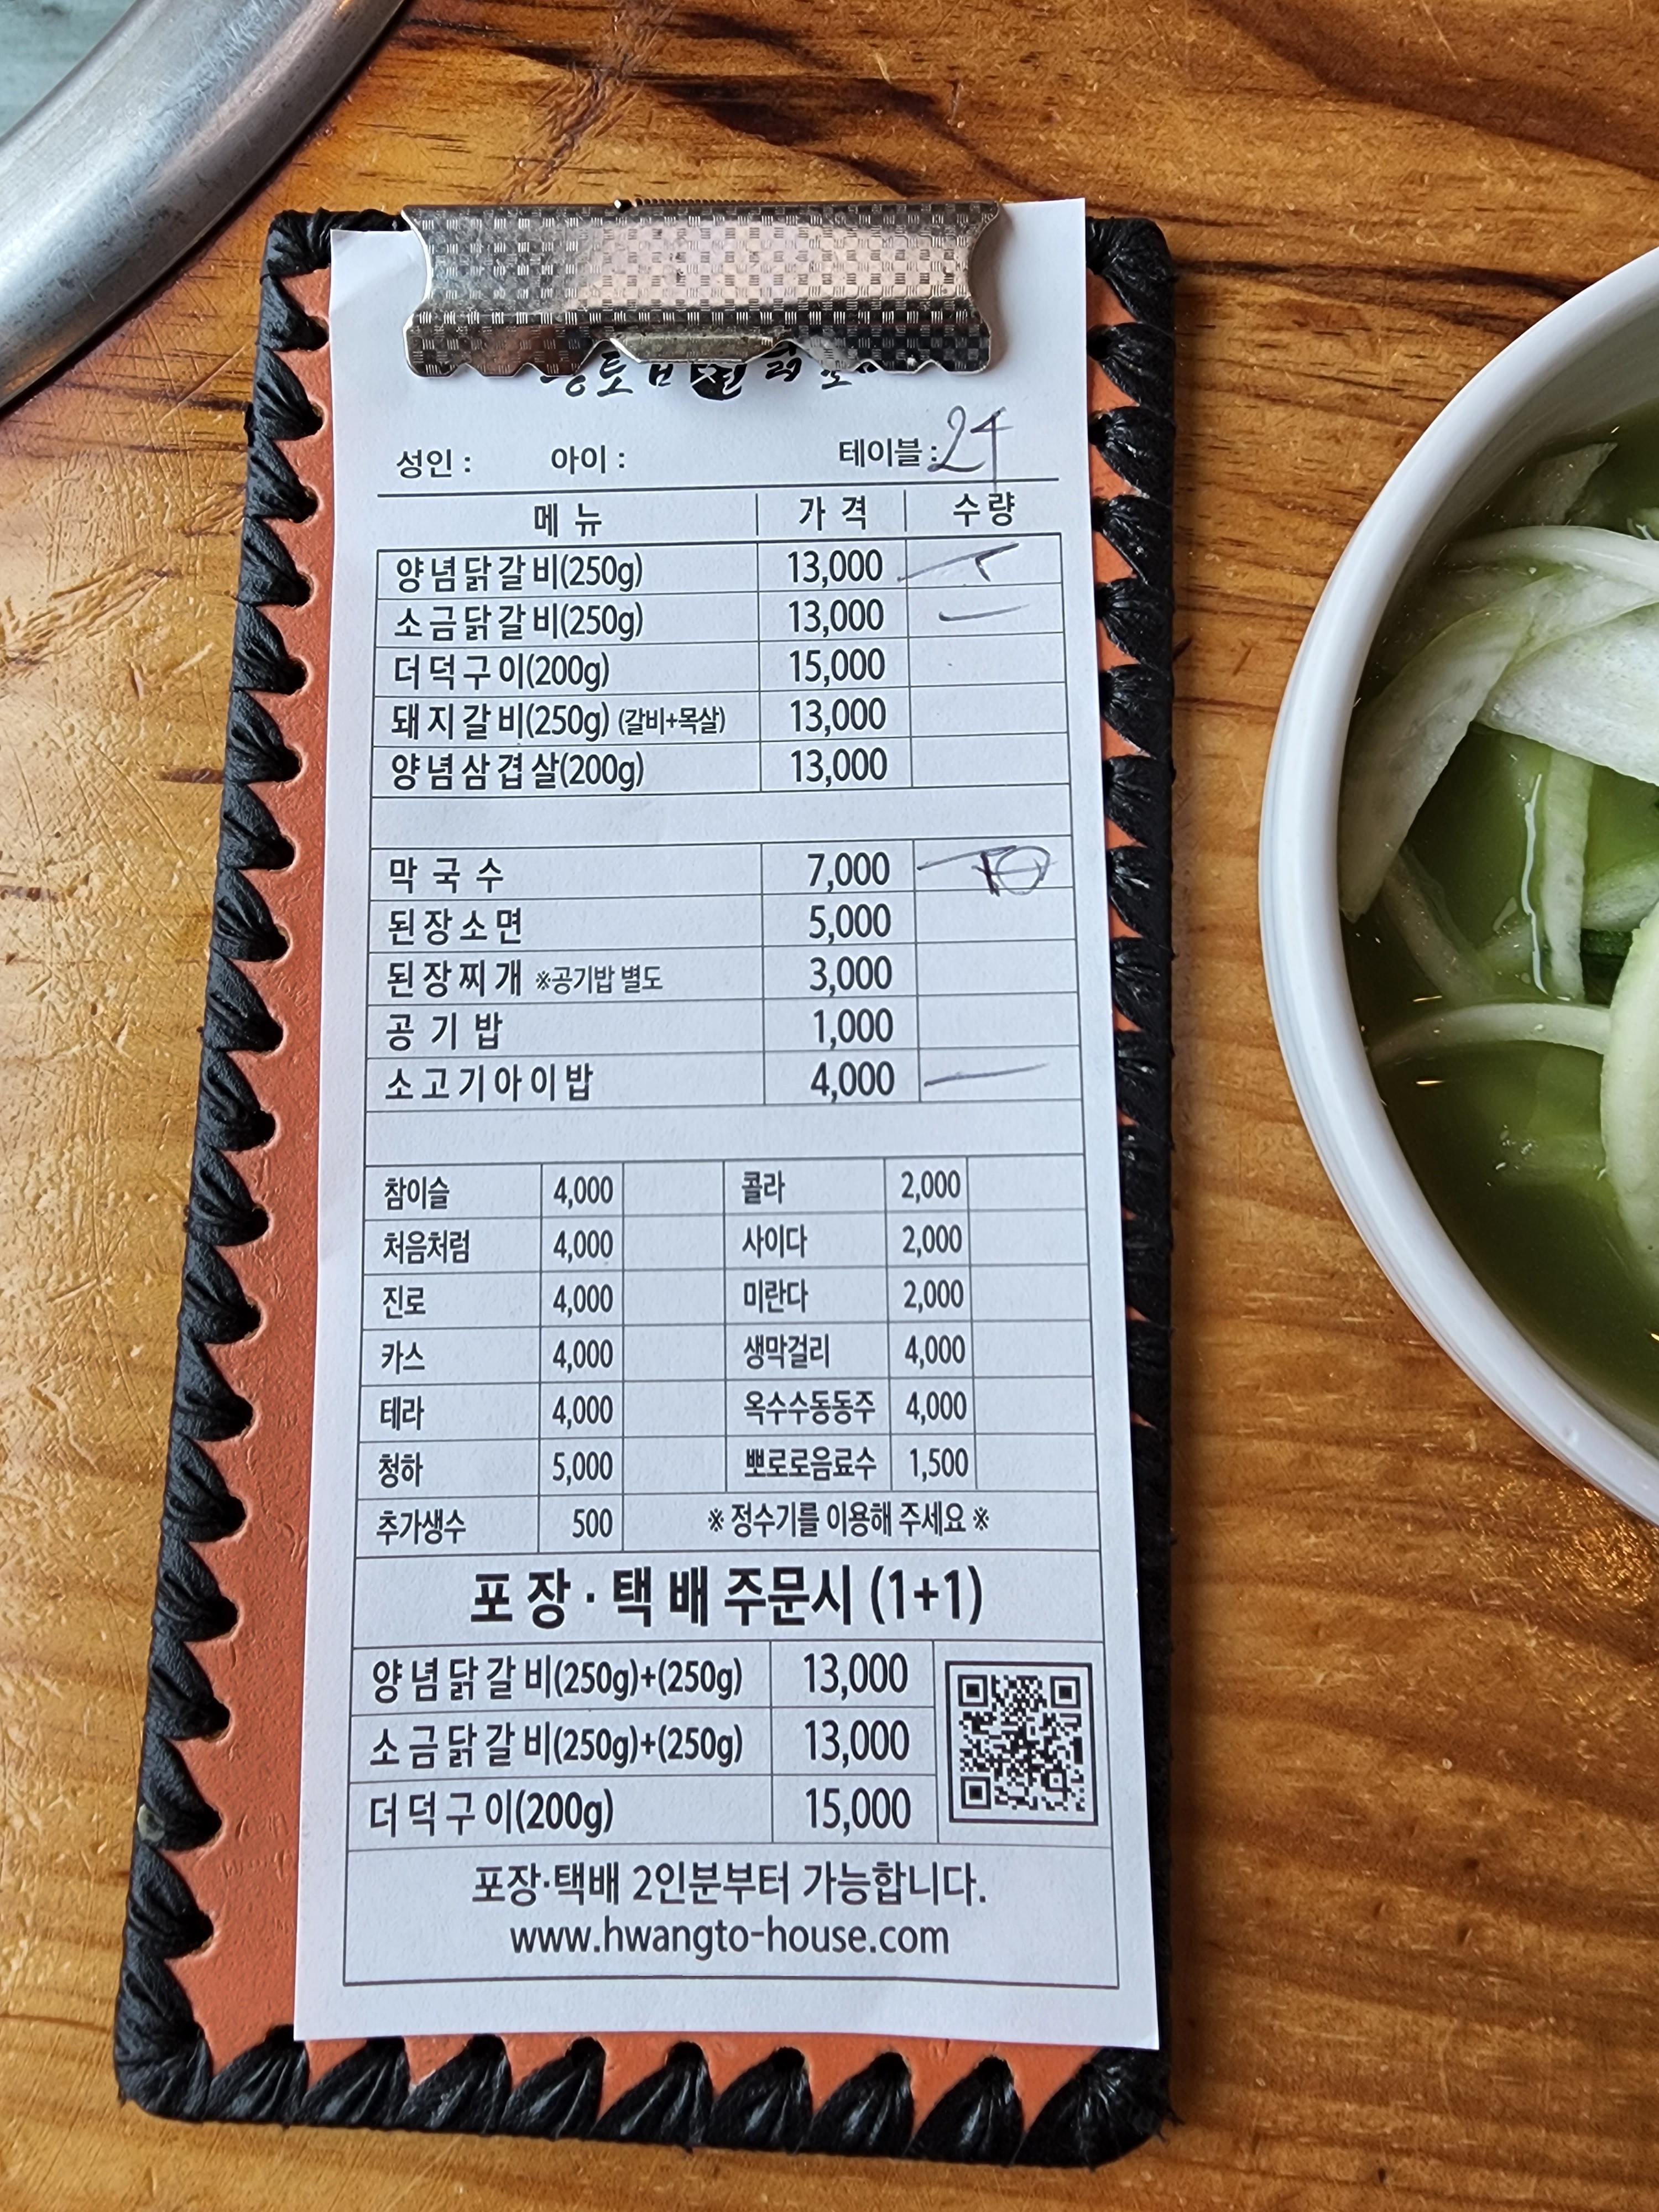 성인 : 아이 : 테이블 : 24
메 뉴 가 격 수 량
양념닭갈비(250g) 13,000
소금닭갈비(250g) 13,000
더덕구이(200g) 15,000
돼지갈비(250g) (갈비+목살) 13,000
양념삼겹살(200g) 13,000
막 국 수 7,000
된장소면 5,000
된장찌개 ※공기밥 별도 3,000
공 기 밥 1,000
소고기아이밥 4,000
참이슬 4,000 콜라 2,000
처음처럼 4,000 사이다 2,000
진로 4,000 미란다 2,000
카스 4,000 생막걸리 4,000
테라 4,000 옥수수동동주 4,000
청하 5,000 뽀로로음료수 1,500
추가생수 500 ※ 정수기를 이용해 주세요 ※
포장·택배 주문시 (1+1)
양념닭갈비(250g)+(250g) 13,000
소금닭갈비(250g)+(250g) 13,000
더덕구이(200g) 15,000
포장·택배 2인분부터 가능합니다.
www.hwangto-house.com